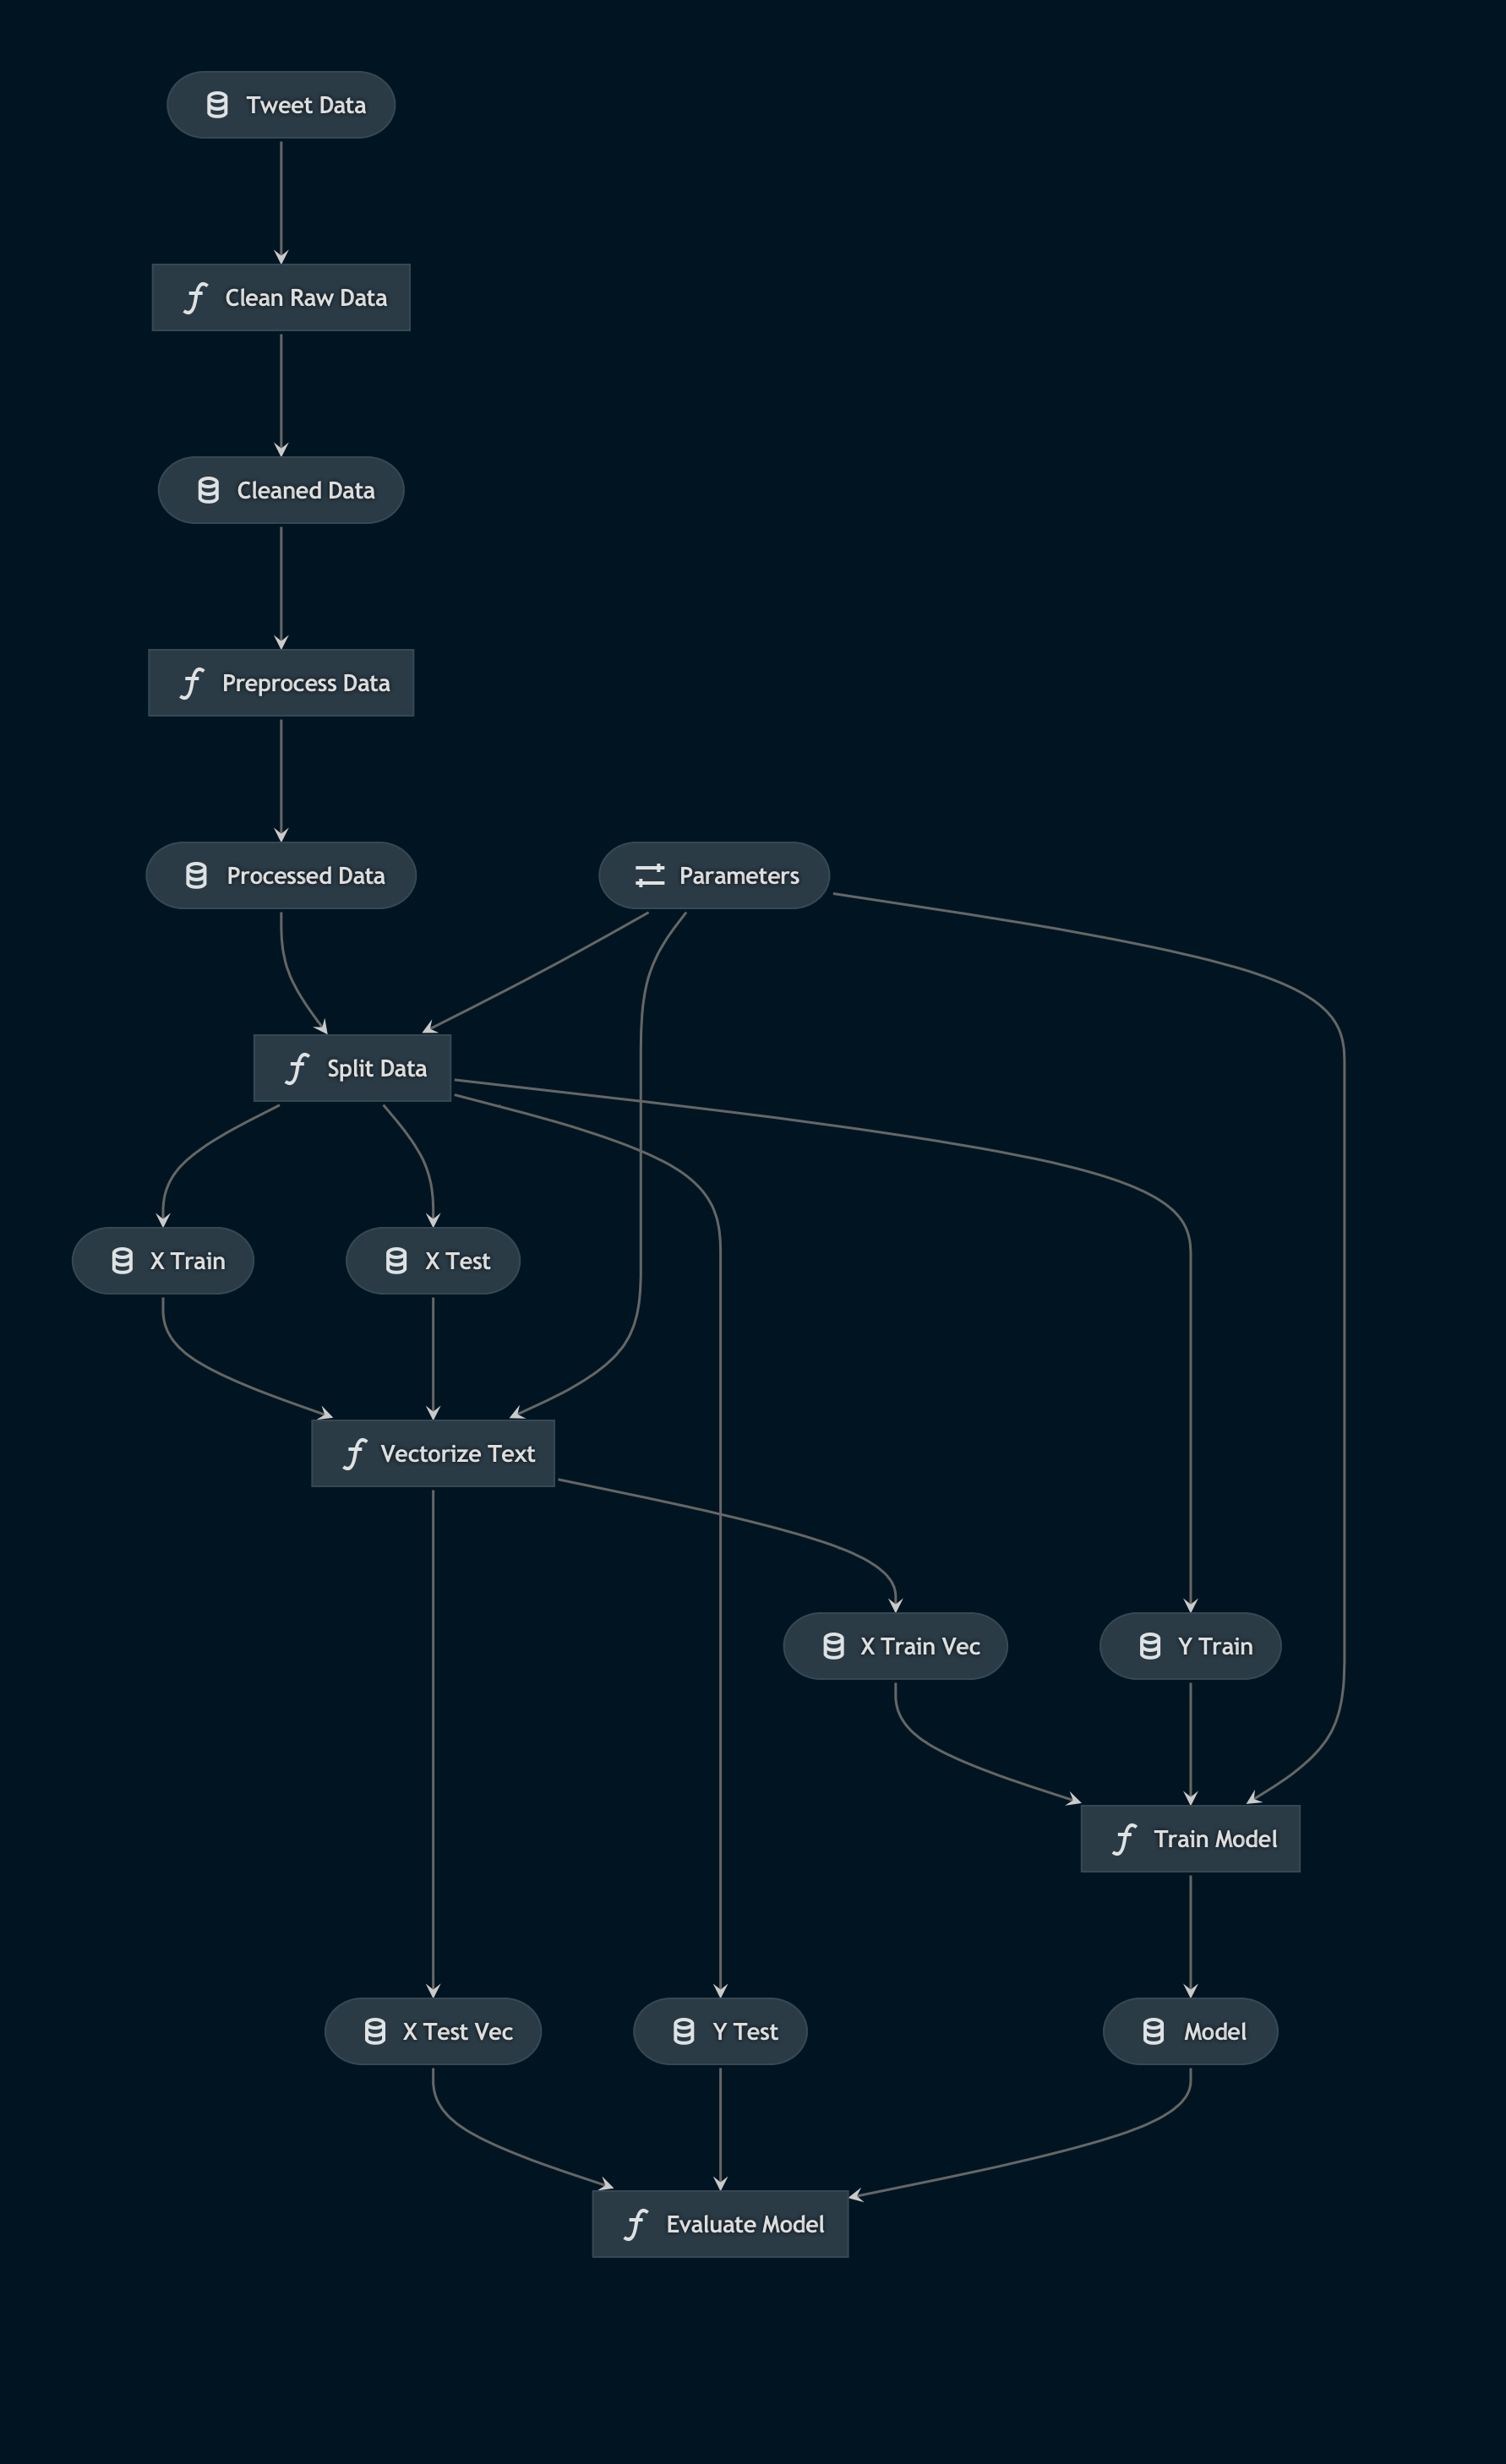 Tweet Data
Clean Raw Data
Cleaned Data
Preprocess Data
Processed Data
Parameters
Split Data
X Train
X Test
Vectorize Text
X Train Vec
Y Train
Train Model
X Test Vec
Y Test
Model
Evaluate Model